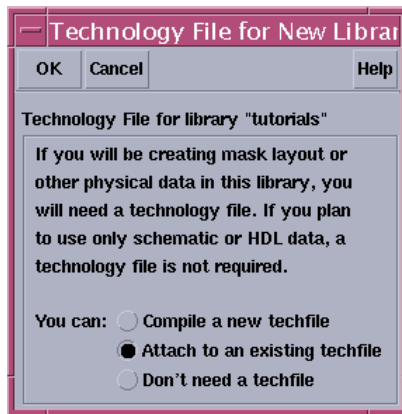 Technology File for New Librar
OK Cancel Help
Technology File for library "tutorials"
If you will be creating mask layout or
other physical data in this library, you
will need a technology file. If you plan
to use only schematic or HDL data, a
technology file is not required.
You can: Compile a new techfile
Attach to an existing techfile
Don't need a techfile